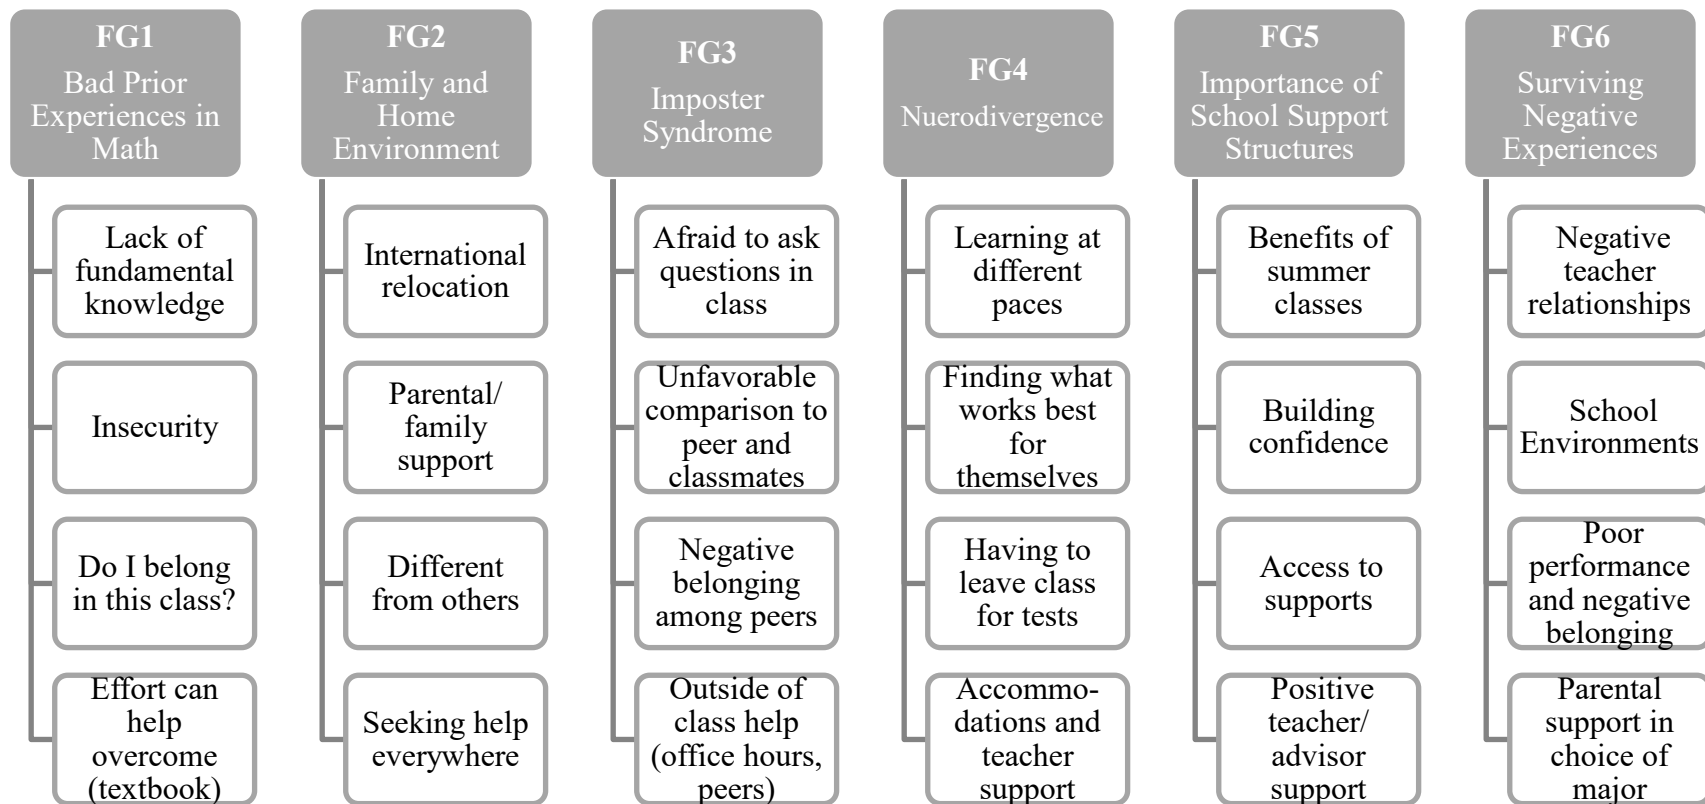 FG1
Bad Prior
Experiences in
Math
Lack of
fundamental
knowledge
Insecurity
Do I belong
in this class?
Effort can
help
overcome
(textbook)
FG2
Family and
Home
Environment
International
relocation
Parental/
family
support
Different
from others
Seeking help
everywhere
FG3
Imposter
Syndrome
Afraid to ask
questions in
class
Unfavorable
comparison to
peer and
classmates
Negative
belonging
among peers
Outside of
class help
(office hours,
peers)
FG4
Nuerodivergence
Learning at
different
paces
Finding what
works best
for
themselves
Having to
leave class
for tests
Accommo-
dations and
teacher
support
FG5
Importance of
School Support
Structures
Benefits of
summer
classes
Building
confidence
Access to
supports
Positive
teacher/
advisor
support
FG6
Surviving
Negative
Experiences
Negative
teacher
relationships
School
Environments
Poor
performance
and negative
belonging
Parental
support in
choice of
major